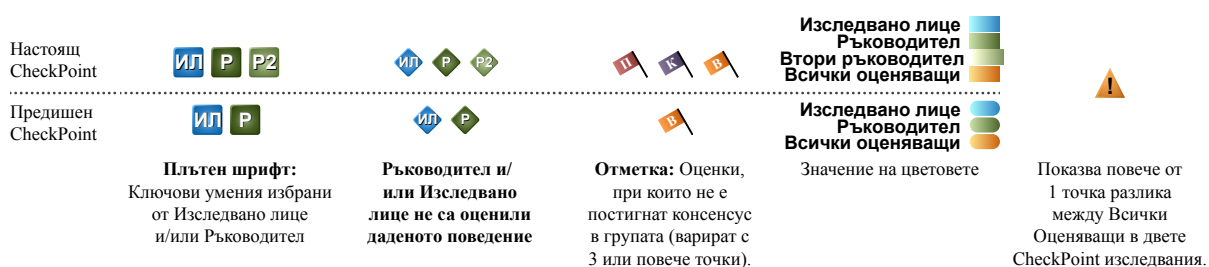 Изследвано лице
Ръководител
Втори ръководител
Всички оценяващи
Настоящ
CheckPoint
ИЛ Р Р2
ИЛ Р Р2
П К В
!
Предишен
CheckPoint
ИЛ Р
ИЛ Р
В
Изследвано лице
Ръководител
Всички оценяващи
Плътен шрифт:
Ключови умения избрани
от Изследвано лице
и/или Ръководител
Ръководител и/
или Изследвано
лице не са оценили
даденото поведение
Отметка: Оценки,
при които не е
постигнат консенсус
в групата (варират с
3 или повече точки).
Значение на цветовете
Показва повече от
1 точка разлика
между Всички
Оценяващи в двете
CheckPoint изследвания.